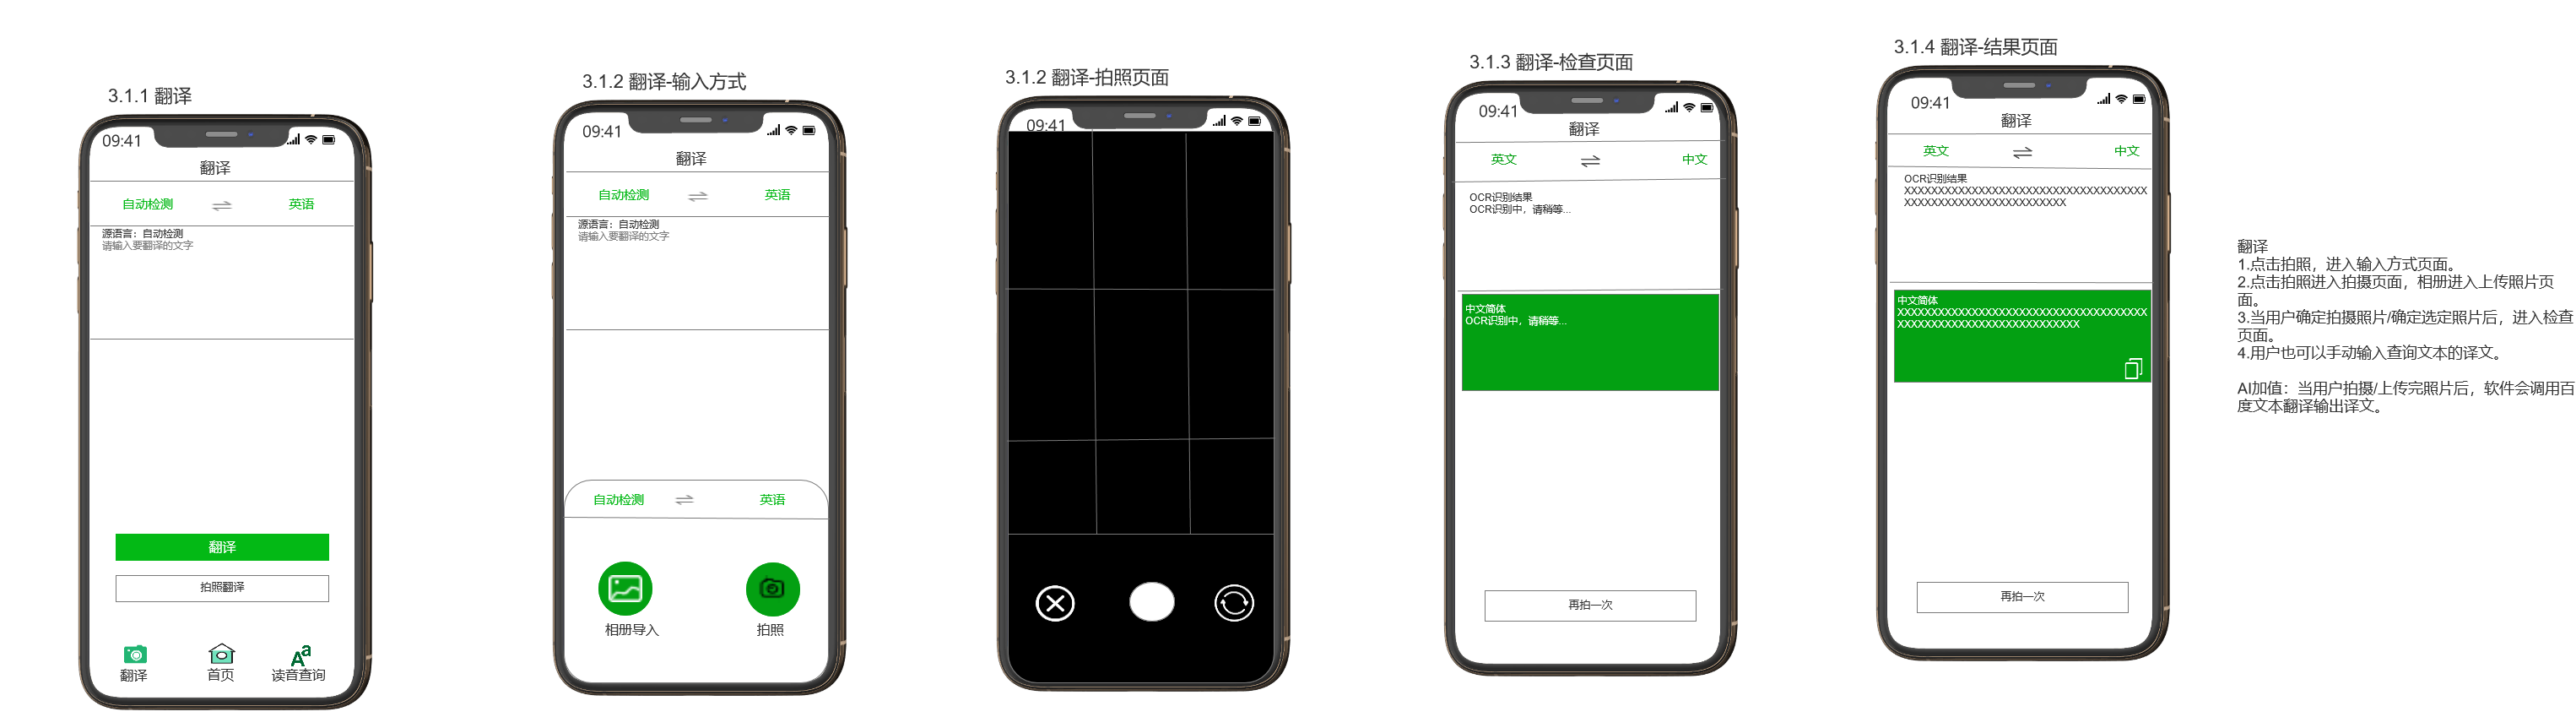 3.1.1 翻译
09:41
翻译
自动检测 ⇌ 英语
源语言：自动检测
请输入要翻译的文字
翻译
拍照翻译
翻译 首页 读音查询
3.1.2 翻译-输入方式
09:41
翻译
自动检测 ⇌ 英语
源语言：自动检测
请输入要翻译的文字
自动检测 ⇌ 英语
相册导入 拍照
3.1.2 翻译-拍照页面
09:41
3.1.3 翻译-检查页面
09:41
翻译
英文 ⇌ 中文
OCR识别结果
OCR识别中，请稍等...
中文简体
OCR识别中，请稍等...
再拍一次
3.1.4 翻译-结果页面
09:41
翻译
英文 ⇌ 中文
OCR识别结果
XXXXXXXXXXXXXXXXXXXXXXXXXXXXXXXXXXXX
XXXXXXXXXXXXXXXXXXXXXXXX
中文简体
XXXXXXXXXXXXXXXXXXXXXXXXXXXXXXXXXXXXX
XXXXXXXXXXXXXXXXXXXXXXXXXXX
再拍一次
翻译
1.点击拍照，进入输入方式页面。
2.点击拍照进入拍摄页面，相册进入上传照片页
面。
3.当用户确定拍摄照片/确定选定照片后，进入检查
页面。
4.用户也可以手动输入查询文本的译文。
AI加值：当用户拍摄/上传完照片后，软件会调用百
度文本翻译输出译文。